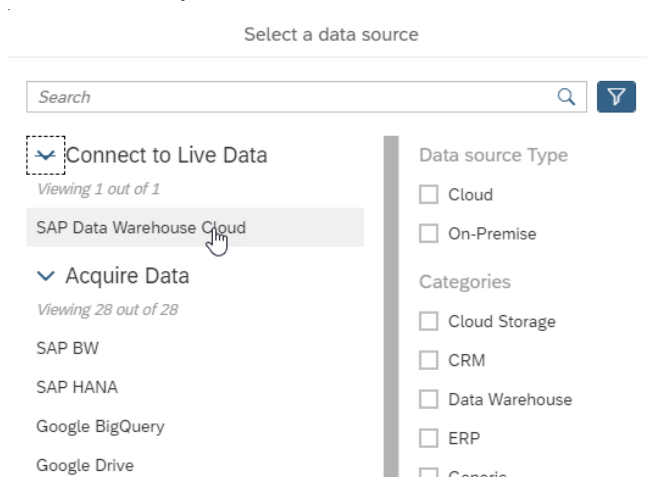 Select a data source
Search
Connect to Live Data
Viewing 1 out of 1
SAP Data Warehouse Cloud
Acquire Data
Viewing 28 out of 28
SAP BW
SAP HANA
Google BigQuery
Google Drive
Data source Type
Cloud
On-Premise
Categories
Cloud Storage
CRM
Data Warehouse
ERP
Generic